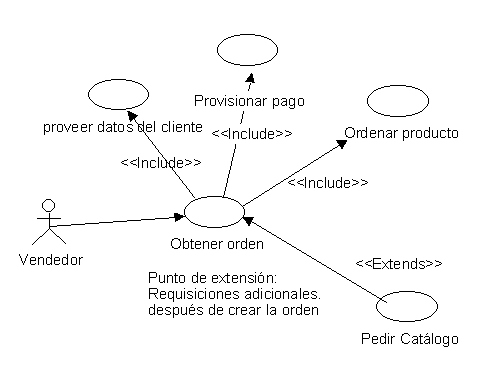 Provisionar pago
proveer datos del cliente
<<Include>>
Ordenar producto
<<Include>>
<<Include>>
Vendedor
Obtener orden
Punto de extensión:
Requisiciones adicionales.
después de crear la orden
<<Extends>>
Pedir Catálogo